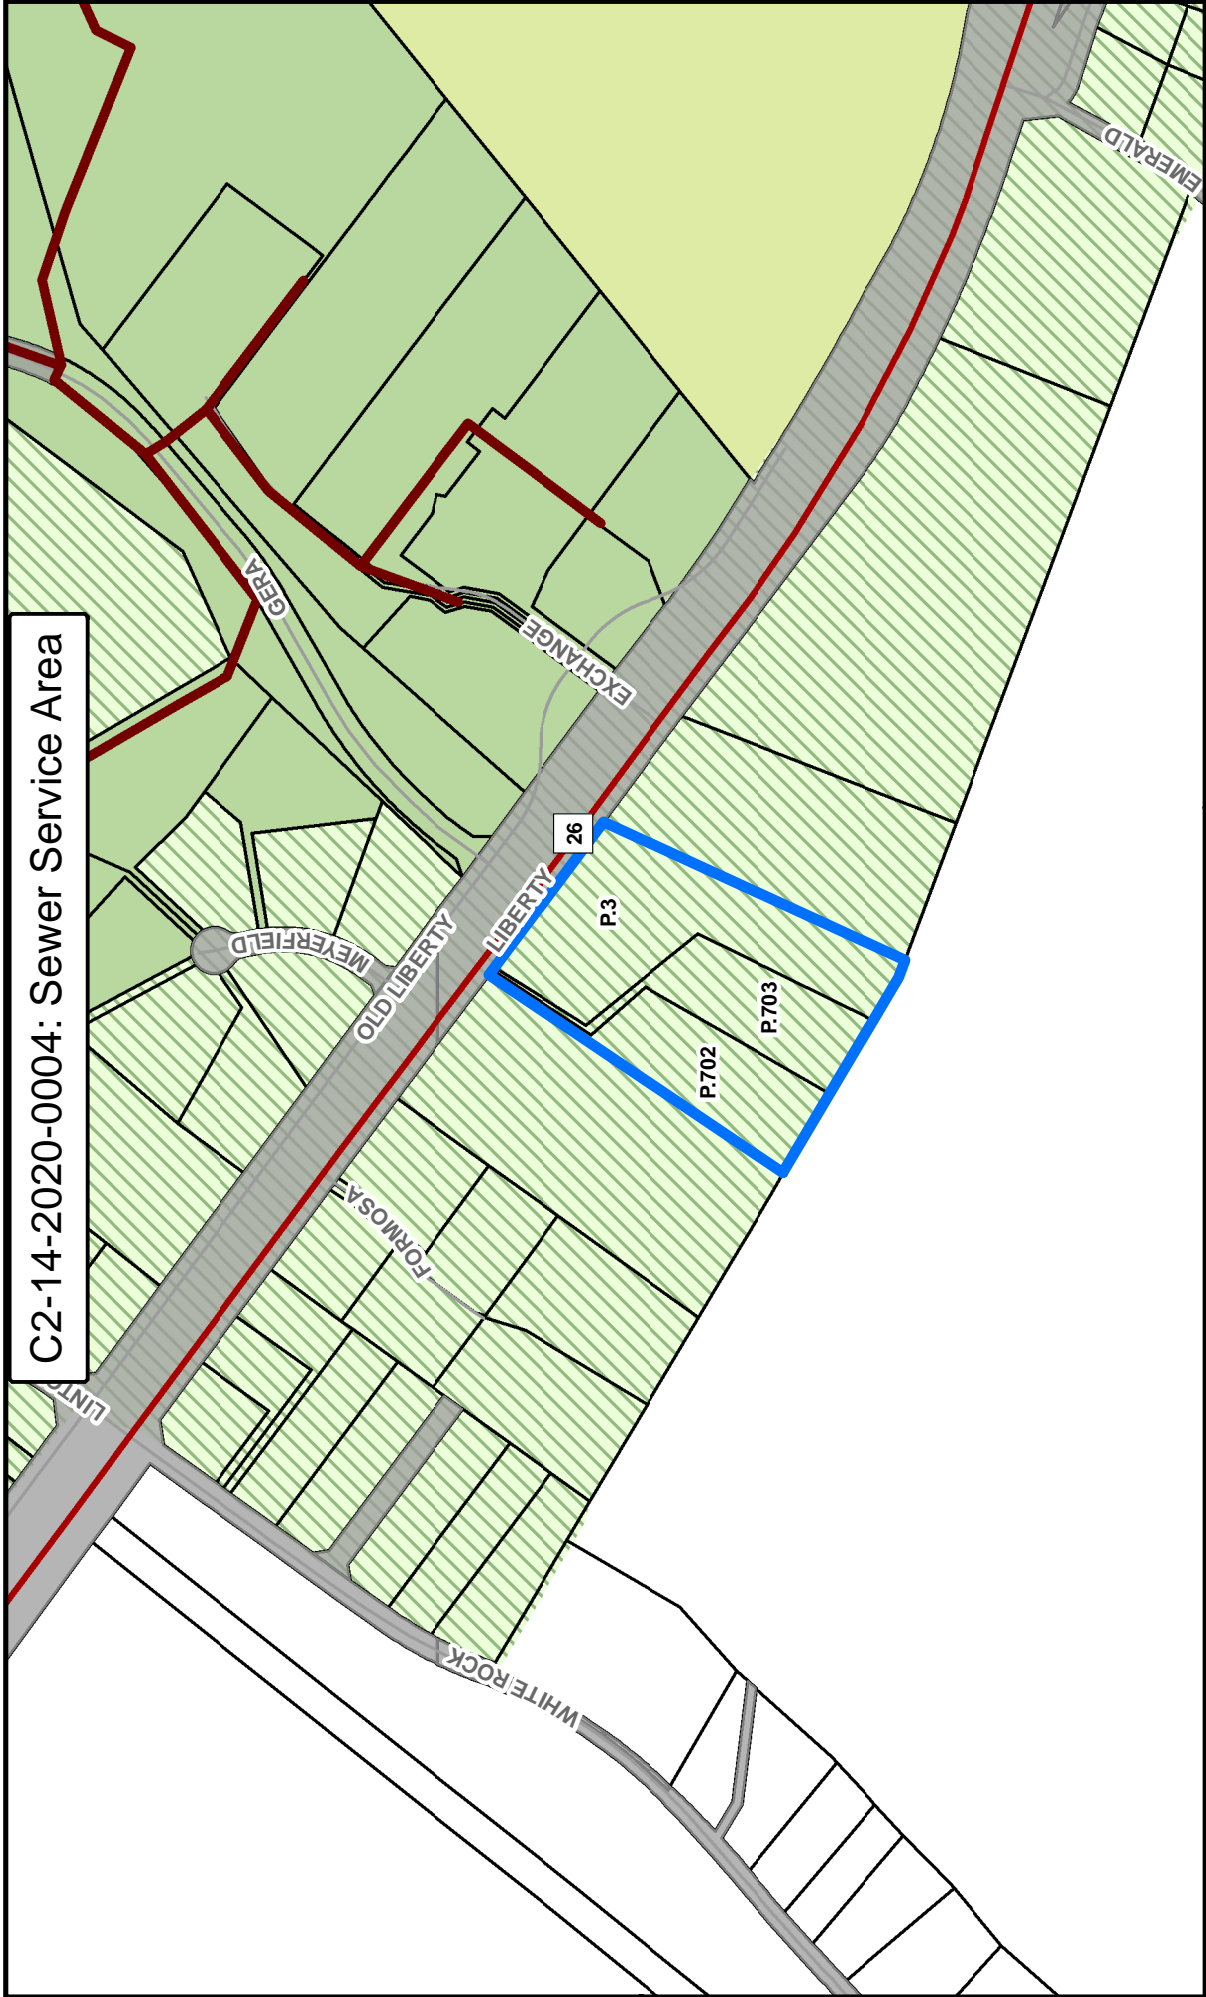 C2-14-2020-0004: Sewer Service Area
LINTO
GERA
EXCHANGE
EMERALD
MEYERFIELD
OLD LIBERTY
LIBERTY
26
P.3
P.703
P.702
FORMOSA
WHITE ROCK